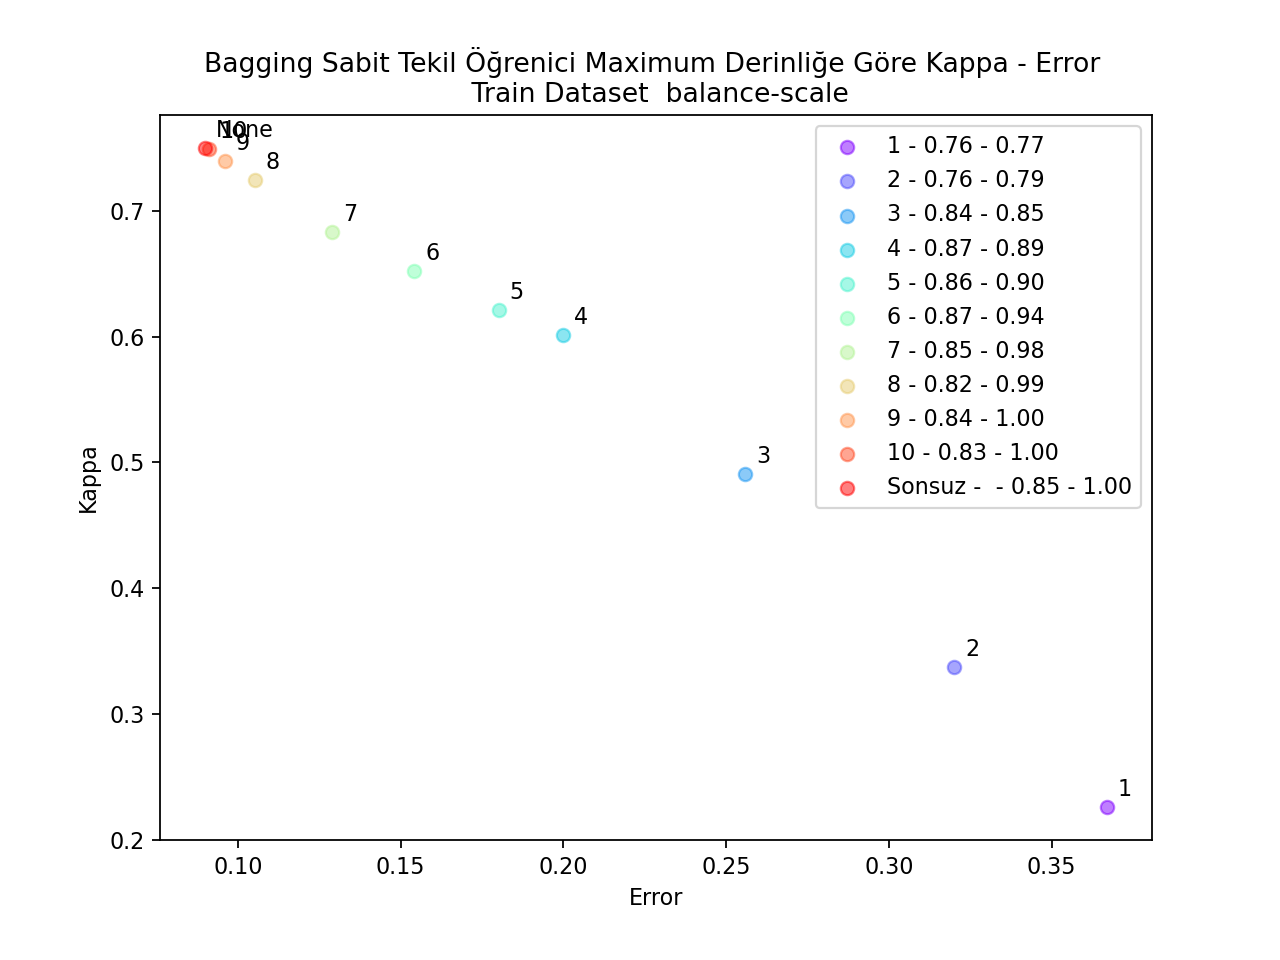 Bagging Sabit Tekil Öğrenici Maximum Derinliğe Göre Kappa - Error
Train Dataset  balance-scale
None
10
9
8
7
6
5
4
3
2
1
1 - 0.76 - 0.77
2 - 0.76 - 0.79
3 - 0.84 - 0.85
4 - 0.87 - 0.89
5 - 0.86 - 0.90
6 - 0.87 - 0.94
7 - 0.85 - 0.98
8 - 0.82 - 0.99
9 - 0.84 - 1.00
10 - 0.83 - 1.00
Sonsuz -  - 0.85 - 1.00
Kappa
0.7
0.6
0.5
0.4
0.3
0.2
0.10
0.15
0.20
0.25
0.30
0.35
Error